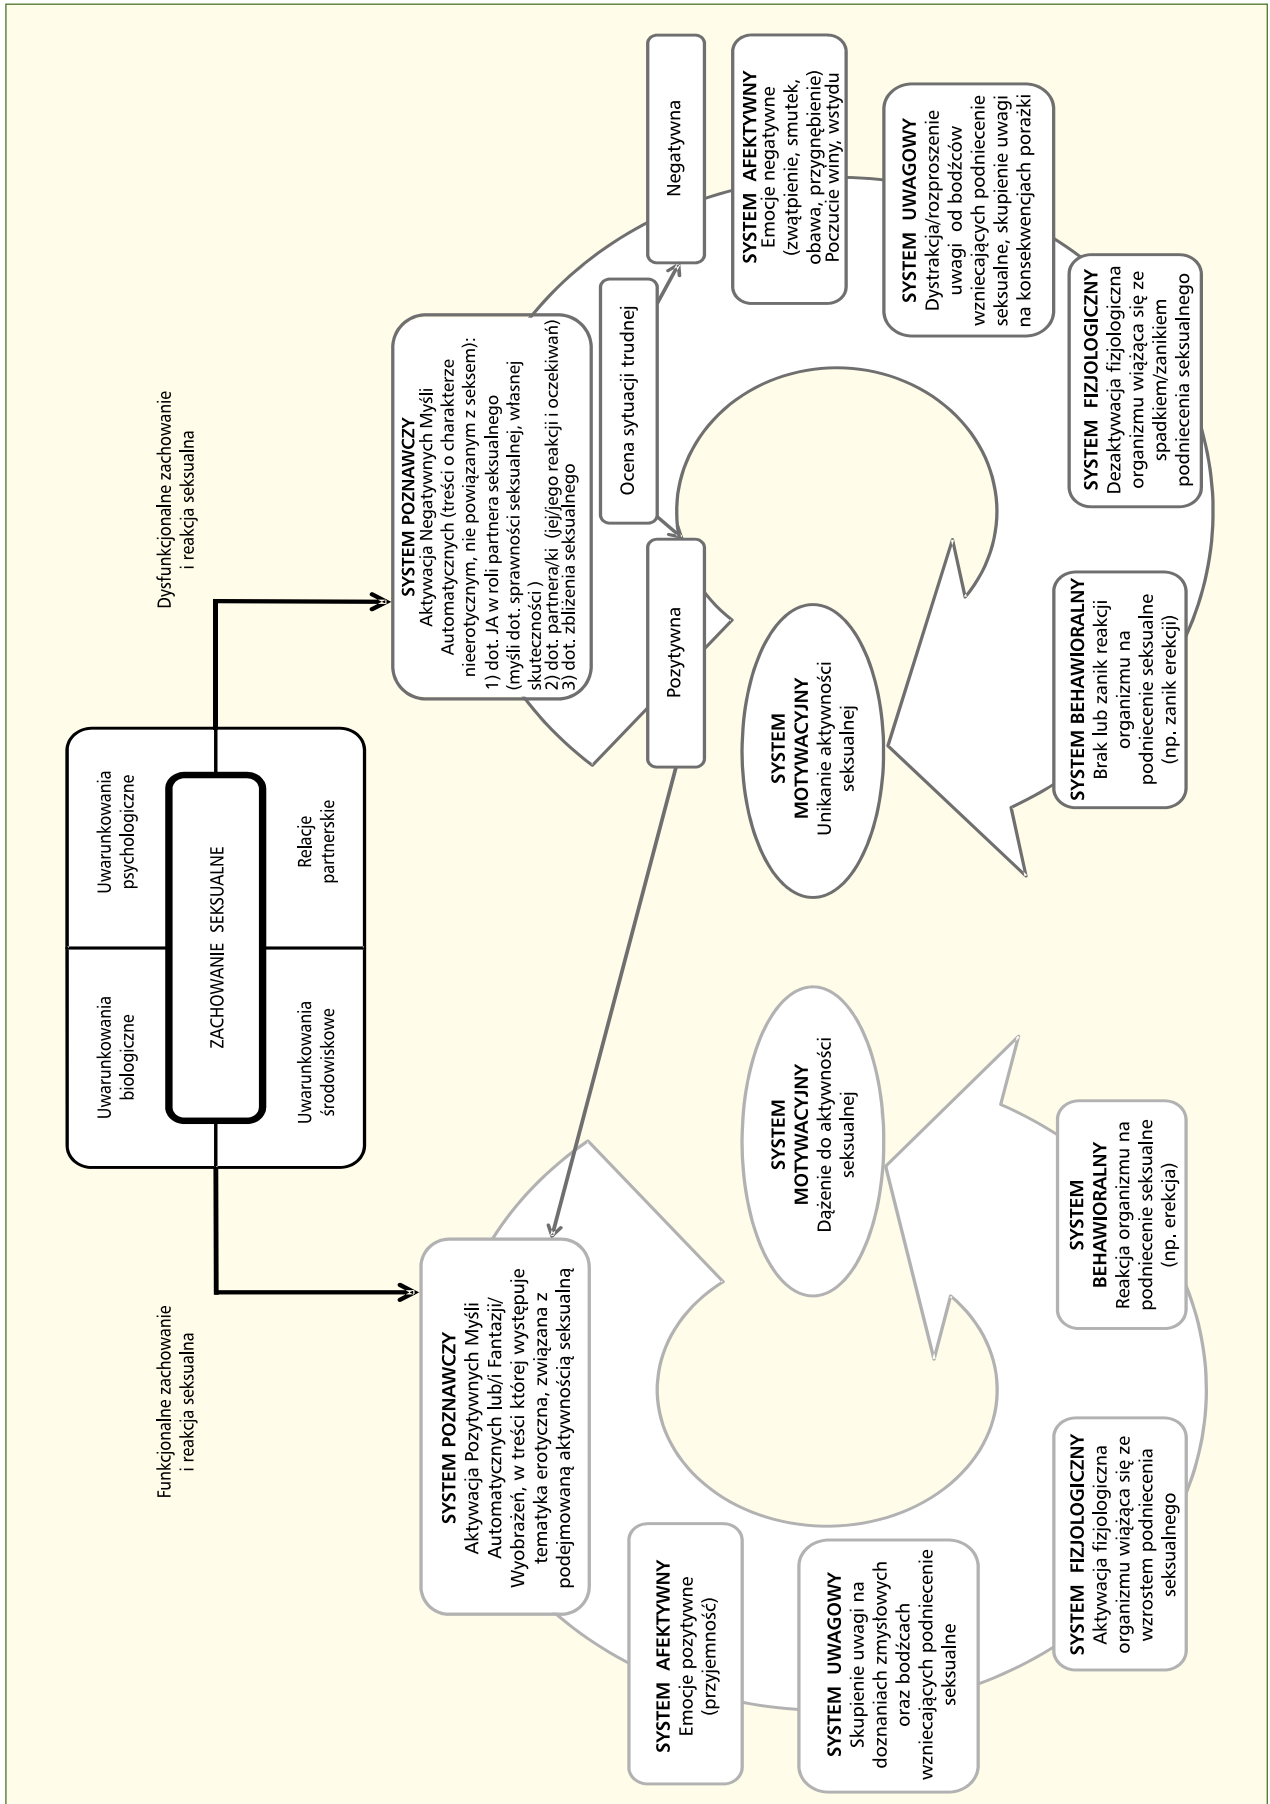 Uwarunkowania
biologiczne
Uwarunkowania
psychologiczne
ZACHOWANIE SEKSUALNE
Uwarunkowania
środowiskowe
Relacje
partnerskie
Funkcjonalne zachowanie
i reakcja seksualna
Dysfunkcjonalne zachowanie
i reakcja seksualna
SYSTEM POZNAWCZY
Aktywacja Pozytywnych Myśli
Automatycznych lub/i Fantazji/
Wyobrażeń, w treści której występuje
tematyka erotyczna, związana z
podejmowaną aktywnością seksualną
SYSTEM AFEKTYWNY
Emocje pozytywne
(przyjemność)
SYSTEM UWAGOWY
Skupienie uwagi na
doznaniach zmysłowych
oraz bodźcach
wzniecających podniecenie
seksualne
SYSTEM FIZJOLOGICZNY
Aktywacja fizjologiczna
organizmu wiążąca się ze
wzrostem podniecenia
seksualnego
SYSTEM
BEHAWIORALNY
Reakcja organizmu na
podniecenie seksualne
(np. erekcja)
SYSTEM
MOTYWACYJNY
Dążenie do aktywności
seksualnej
SYSTEM POZNAWCZY
Aktywacja Negatywnych Myśli
Automatycznych (treści o charakterze
nieerotycznym, nie powiązanym z seksem):
1) dot. JA w roli partnera seksualnego
(myśli dot. sprawności seksualnej, własnej
skuteczności )
2) dot. partnera/ki (jej/jego reakcji i oczekiwań)
3) dot. zbliżenia seksualnego
Ocena sytuacji trudnej
Pozytywna
Negatywna
SYSTEM AFEKTYWNY
Emocje negatywne
(zwątpienie, smutek,
obawa, przygnębienie)
Poczucie winy, wstydu
SYSTEM UWAGOWY
Dystrakcja/rozproszenie
uwagi od bodźców
wzniecających podniecenie
seksualne, skupienie uwagi
na konsekwencjach porażki
SYSTEM FIZJOLOGICZNY
Dezaktywacja fizjologiczna
organizmu wiążąca się ze
spadkiem/zanikiem
podniecenia seksualnego
SYSTEM BEHAWIORALNY
Brak lub zanik reakcji
organizmu na
podniecenie seksualne
(np. zanik erekcji)
SYSTEM
MOTYWACYJNY
Unikanie aktywności
seksualnej